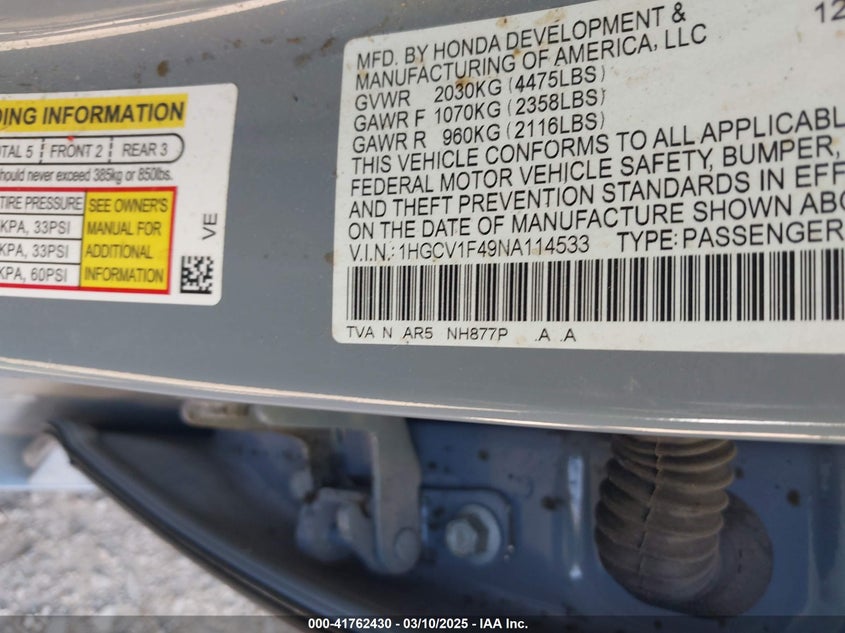 DING INFORMATION
OTAL 5 FRONT 2 REAR 3
hould never exceed 385kg or 850lbs.
TIRE PRESSURE
KPA, 33PSI
KPA, 33PSI
KPA, 60PSI
SEE OWNER'S
MANUAL FOR
ADDITIONAL
INFORMATION
VE
12
MFD. BY HONDA DEVELOPMENT &
MANUFACTURING OF AMERICA, LLC
GVWR 2030KG (4475LBS)
GAWR F 1070KG (2358LBS)
GAWR R 960KG (2116LBS)
THIS VEHICLE CONFORMS TO ALL APPLICABLE
FEDERAL MOTOR VEHICLE SAFETY, BUMPER,
AND THEFT PREVENTION STANDARDS IN EFF
ON THE DATE OF MANUFACTURE SHOWN ABO
V.I.N.: 1HGCV1F49NA114533 TYPE: PASSENGER
TVA N AR5 NH877P .A .A
000-41762430 - 03/10/2025 - IAA Inc.